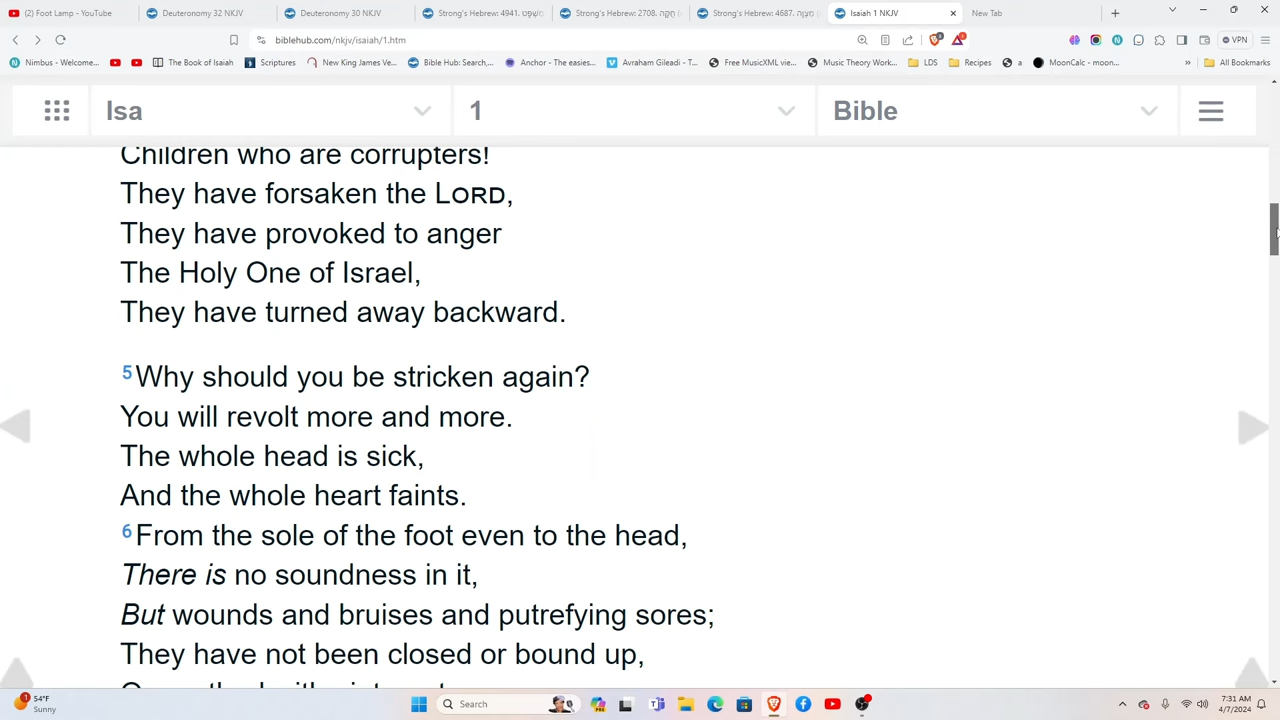 (2) Foot Lamp - YouTube
Deuteronomy 32 NKJV
Deuteronomy 30 NKJV
Strong's Hebrew: 4941.
Strong's Hebrew: 2708.
Strong's Hebrew: 4687.
Isaiah 1 NKJV
New Tab
biblehub.com/nkjv/isaiah/1.htm
VPN
Nimbus - Welcome...
The Book of Isaiah
Scriptures
New King James Ve...
Bible Hub: Search,...
Anchor - The easies...
Avraham Gileadi - T...
Free MusicXML vie...
Music Theory Wok...
LDS
Recipes
a
MoonCalc - moon...
All Bookmarks
Isa
1
Bible
Children who are corrupters!
They have forsaken the LORD,
They have provoked to anger
The Holy One of Israel,
They have turned away backward.
5Why should you be stricken again?
You will revolt more and more.
The whole head is sick,
And the whole heart faints.
6From the sole of the foot even to the head,
There is no soundness in it,
But wounds and bruises and putrefying sores;
They have not been closed or bound up,
54°F
Sunny
Search
7:31 AM
4/7/2024